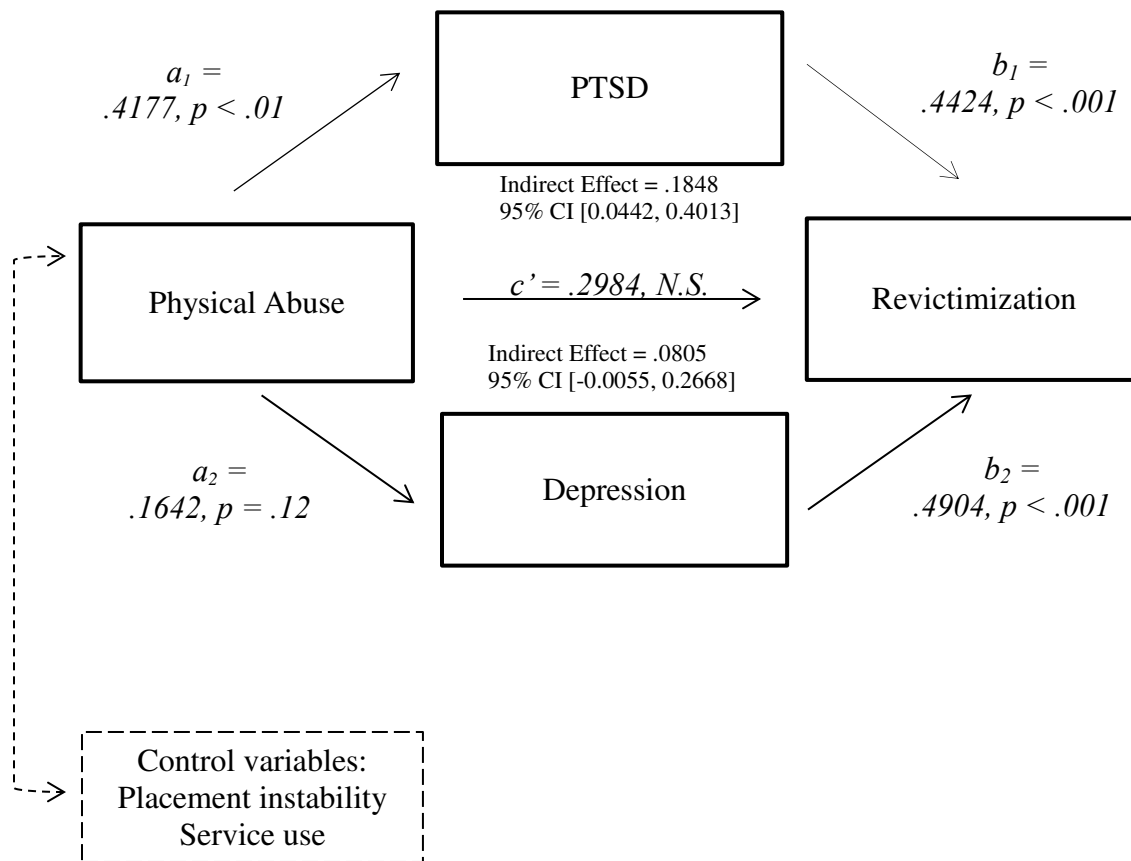 a1 =
.4177, p < .01
PTSD
b1 =
.4424, p < .001
Indirect Effect = .1848
95% CI [0.0442, 0.4013]
Physical Abuse
c’ = .2984, N.S.
Revictimization
Indirect Effect = .0805
95% CI [-0.0055, 0.2668]
a2 =
.1642, p = .12
Depression
b2 =
.4904, p < .001
Control variables:
Placement instability
Service use